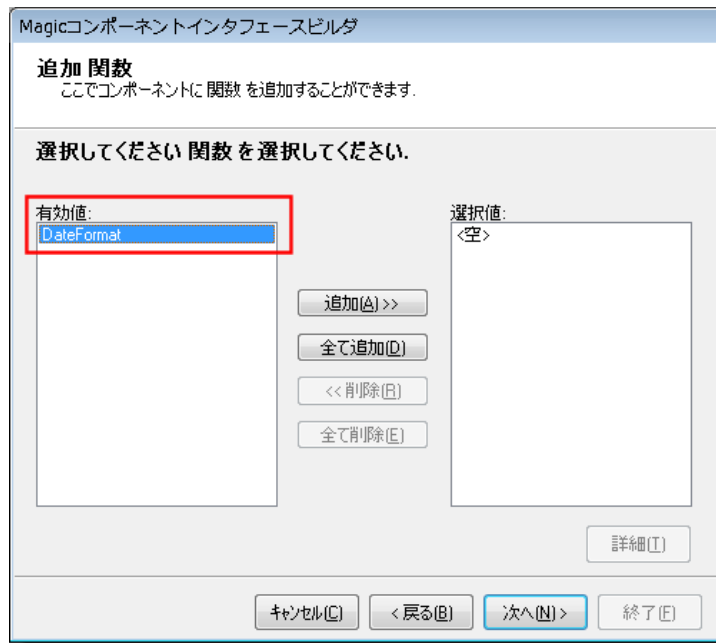 Magicコンポーネントインタフェースビルダ
追加 関数
ここでコンポーネントに 関数 を追加することができます.
選択してください 関数 を選択してください.
有効値:
選択値:
DateFormat
<空>
追加(A) >>
全て追加(D)
<< 削除(R)
全て削除(E)
詳細(T)
キャンセル(C)
< 戻る(B)
次へ(N) >
終了(F)